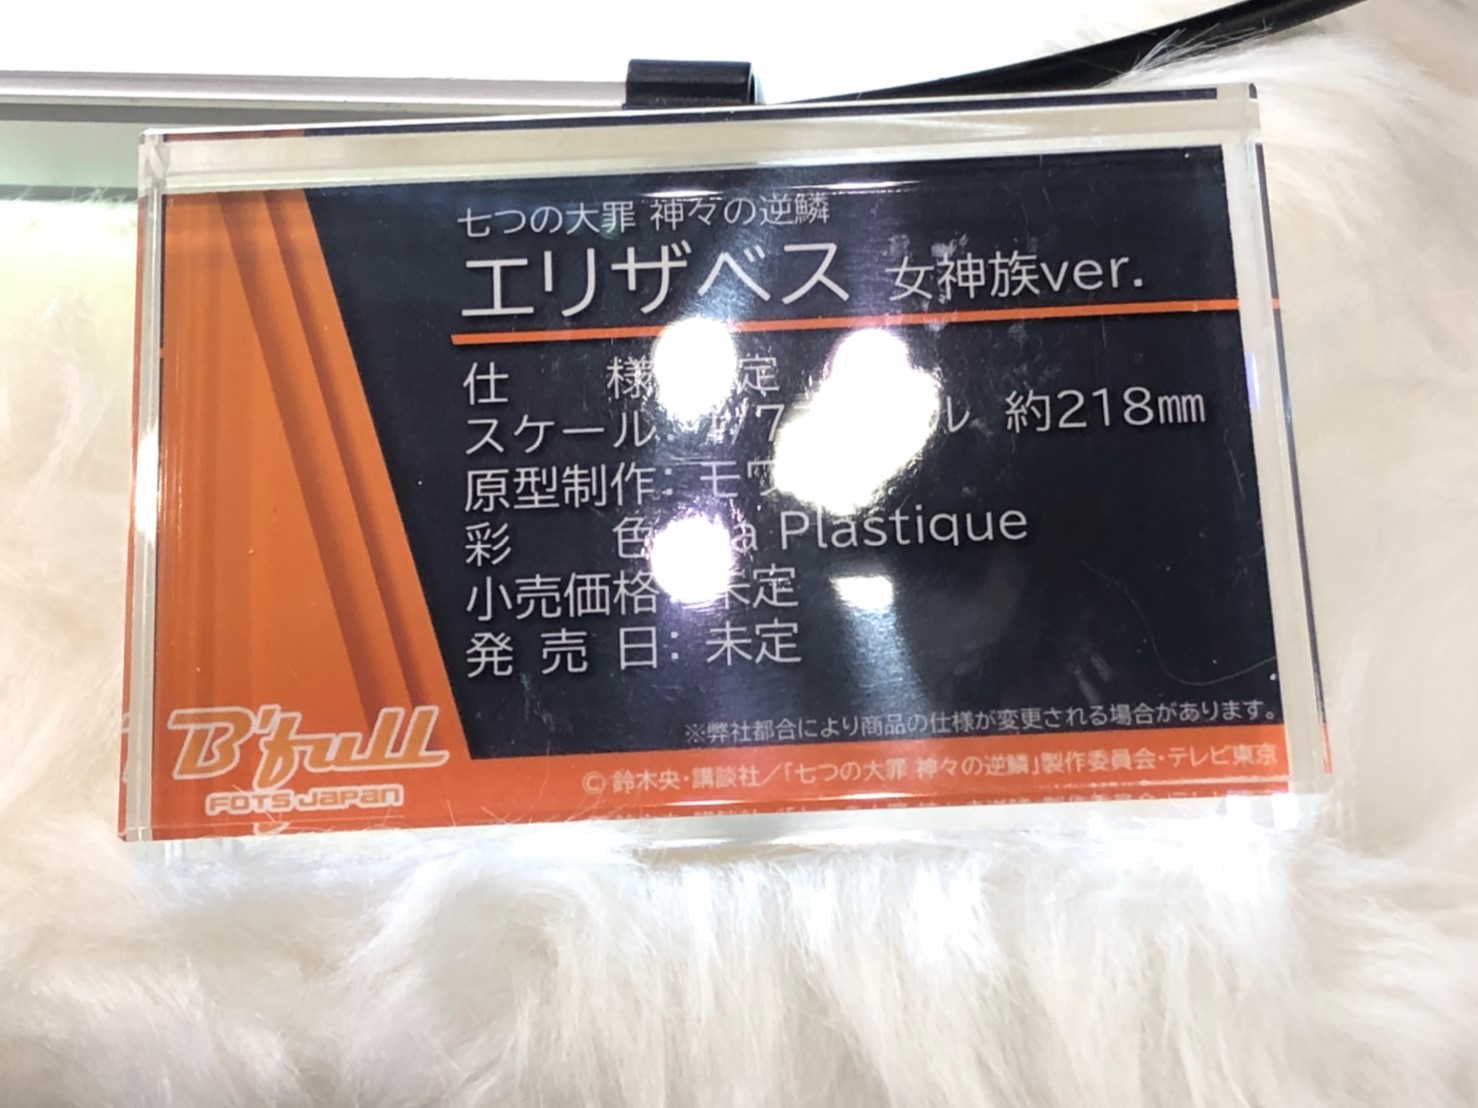 七つの大罪 神々の逆鱗
エリザベス 女神族ver.
仕 様 定
スケール: 1/7 ル 約218mm
原型制作: モワ
彩 色 a Plastique
小売価格 未定
発売日: 未定
※弊社都合により商品の仕様が変更される場合があります。
B'full
FOTS JAPAN
© 鈴木央・講談社／「七つの大罪 神々の逆鱗」製作委員会・テレビ東京